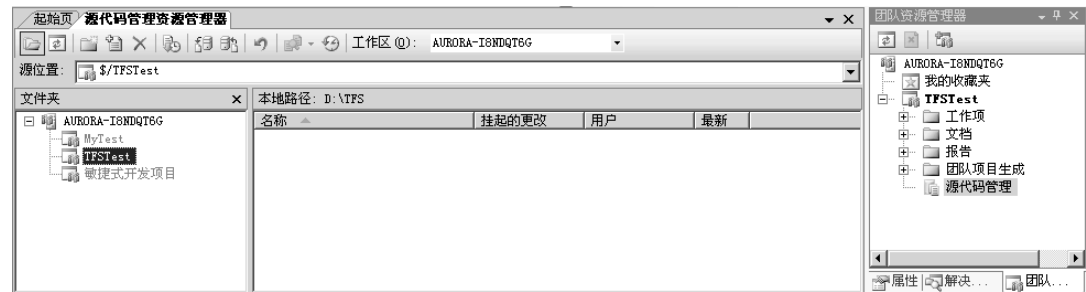 起始页 源代码管理资源管理器
工作区(Q): AURORA-I8NDQT6G
源位置: $/TFSTest
文件夹
AURORA-I8NDQT6G
MyTest
TFSTest
敏捷式开发项目
本地路径: D:\TFS
名称 挂起的更改 用户 最新
团队资源管理器
AURORA-I8NDQT6G
我的收藏夹
TFSTest
工作项
文档
报告
团队项目生成
源代码管理
属性 解决... 团队...